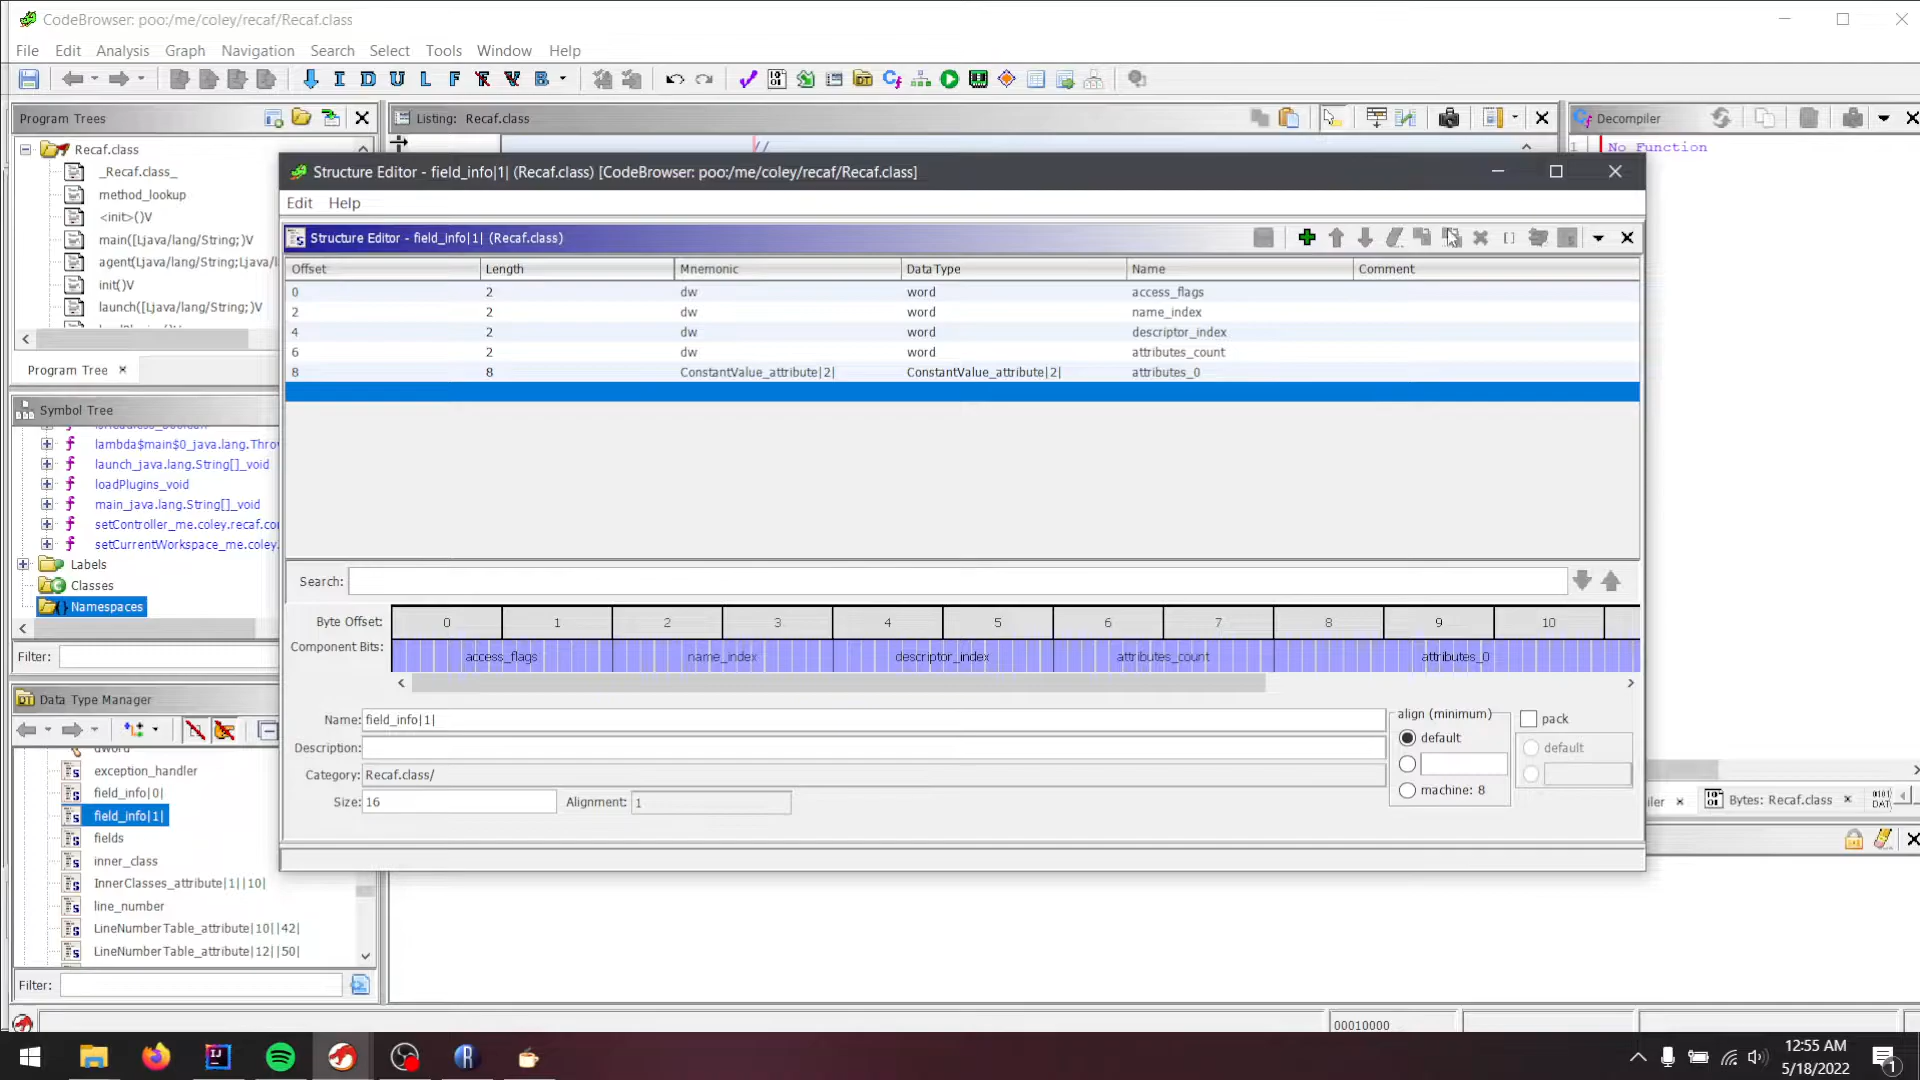 CodeBrowser: poo:/me/coley/recaf/Recaf.class
File Edit Analysis Graph Navigation Search Select Tools Window Help
I D U L F V B
Program Trees
Listing: Recaf.class
Decompiler
Recaf.class
_Recaf.class_
method_lookup
<init>()V
main([Ljava/lang/String;)V
agent(Ljava/lang/String;Ljava/l
init()V
launch([Ljava/lang/String;)V
//
1 No Function
Structure Editor - field_info|1| (Recaf.class) [CodeBrowser: poo:/me/coley/recaf/Recaf.class]
Edit Help
Structure Editor - field_info|1| (Recaf.class)
Offset Length Mnemonic DataType Name Comment
0 2 dw word access_flags
2 2 dw word name_index
4 2 dw word descriptor_index
6 2 dw word attributes_count
8 8 ConstantValue_attribute|2| ConstantValue_attribute|2| attributes_0
Program Tree
Symbol Tree
lambda$main$0_java.lang.Thro
launch_java.lang.String[]_void
loadPlugins_void
main_java.lang.String[]_void
setController_me.coley.recaf.co
setCurrentWorkspace_me.coley.
Labels
Classes
Namespaces
Filter:
Search:
Byte Offset: 0 1 2 3 4 5 6 7 8 9 10
Component Bits: access_flags name_index descriptor_index attributes_count attributes_0
Name: field_info|1|
Description:
Category: Recaf.class/
Size: 16 Alignment: 1
align (minimum)
default
machine: 8
pack
default
Data Type Manager
dword
exception_handler
field_info|0|
field_info|1|
fields
inner_class
InnerClasses_attribute|1||10|
line_number
LineNumberTable_attribute|10||42|
LineNumberTable_attribute|12||50|
Filter:
iler
Bytes: Recaf.class
00010000
12:55 AM
5/18/2022
1